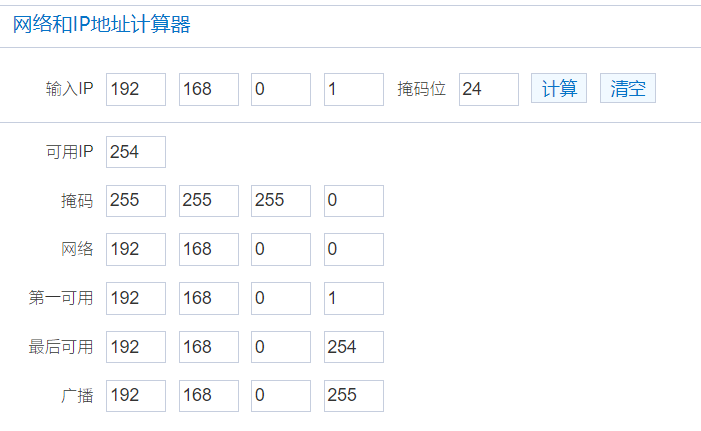 网络和IP地址计算器
输入IP 192 168 0 1 掩码位 24 计算 清空
可用IP 254
掩码 255 255 255 0
网络 192 168 0 0
第一可用 192 168 0 1
最后可用 192 168 0 254
广播 192 168 0 255